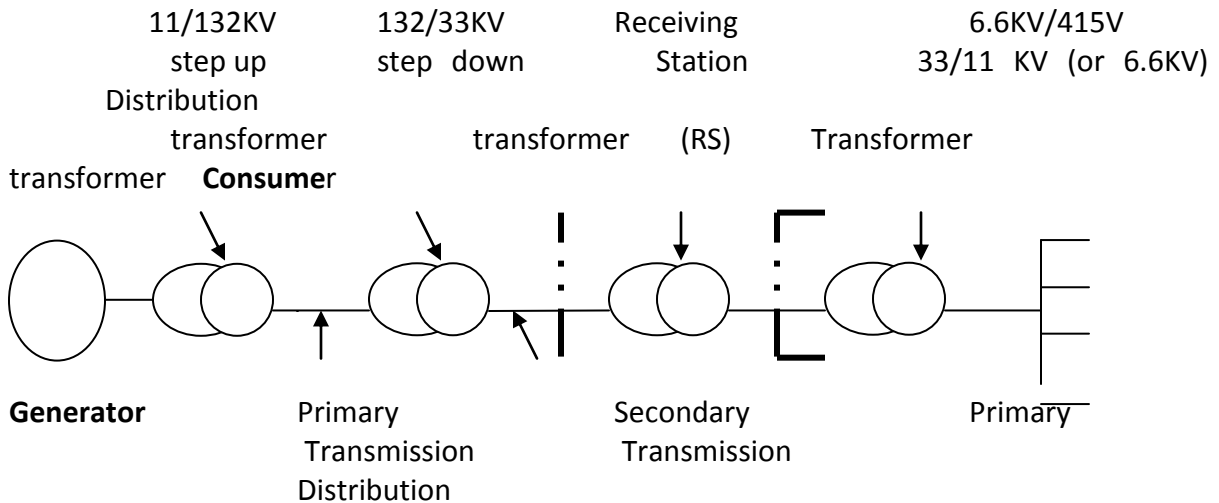 11/132KV 132/33KV Receiving 6.6KV/415V
step up step down Station 33/11 KV (or 6.6KV)
Distribution
transformer transformer (RS) Transformer
transformer Consumer
Generator Primary Secondary Primary
Transmission Transmission
Distribution